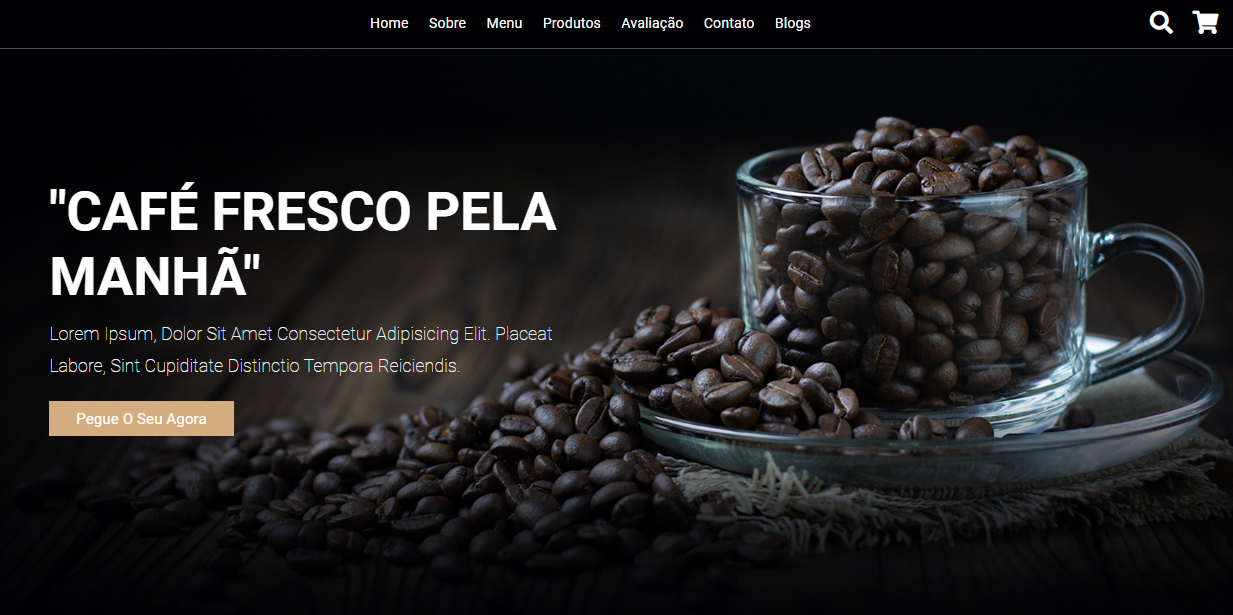 Home Sobre Menu Produtos Avaliação Contato Blogs
"CAFÉ FRESCO PELA
MANHÃ"
Lorem Ipsum, Dolor Sit Amet Consectetur Adipisicing Elit. Placeat
Labore, Sint Cupiditate Distinctio Tempora Reiciendis.
Pegue O Seu Agora